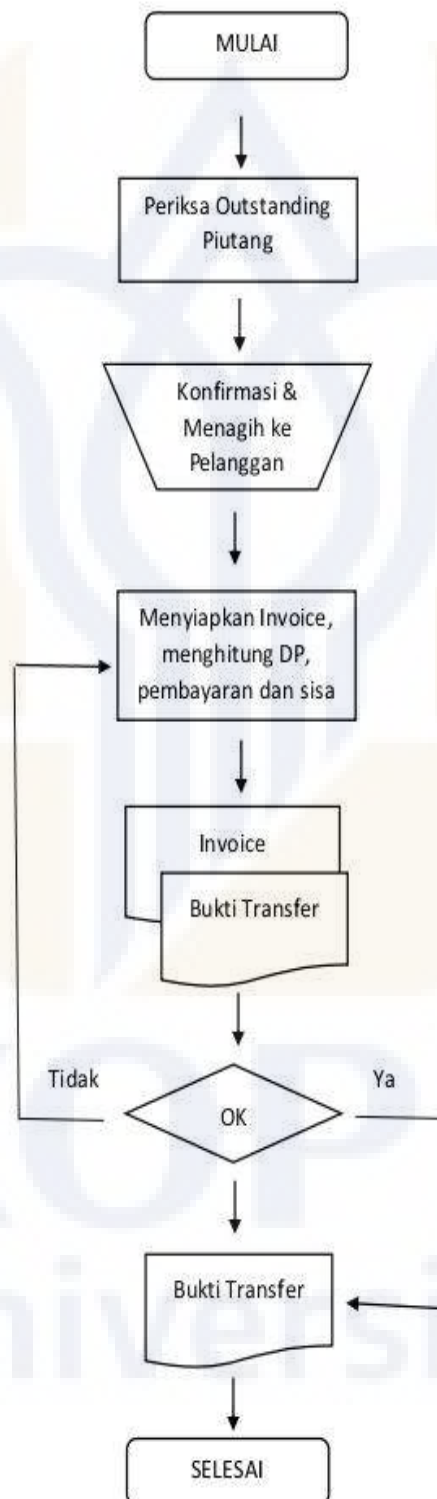 MULAI
Periksa Outstanding
Piutang
Konfirmasi &
Menagih ke
Pelanggan
Menyiapkan Invoice,
menghitung DP,
pembayaran dan sisa
Invoice
Bukti Transfer
Tidak
OK
Ya
Bukti Transfer
SELESAI